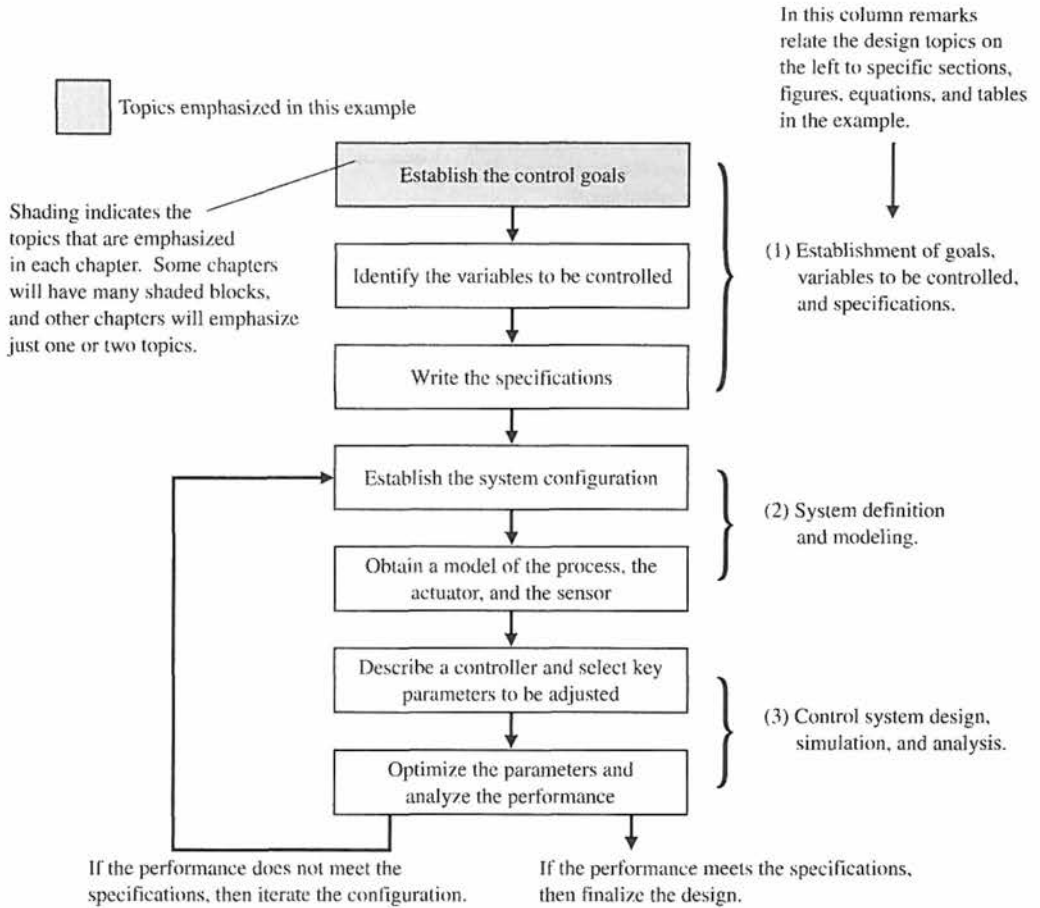 In this column remarks
relate the design topics on
the left to specific sections,
figures, equations, and tables
in the example.
Topics emphasized in this example
Establish the control goals
Shading indicates the
topics that are emphasized
in each chapter. Some chapters
will have many shaded blocks,
and other chapters will emphasize
just one or two topics.
(1) Establishment of goals,
variables to be controlled,
and specifications.
Identify the variables to be controlled
Write the specifications
Establish the system configuration
(2) System definition
and modeling.
Obtain a model of the process, the
actuator, and the sensor
Describe a controller and select key
parameters to be adjusted
(3) Control system design,
simulation, and analysis.
Optimize the parameters and
analyze the performance
If the performance does not meet the
specifications, then iterate the configuration.
If the performance meets the specifications,
then finalize the design.